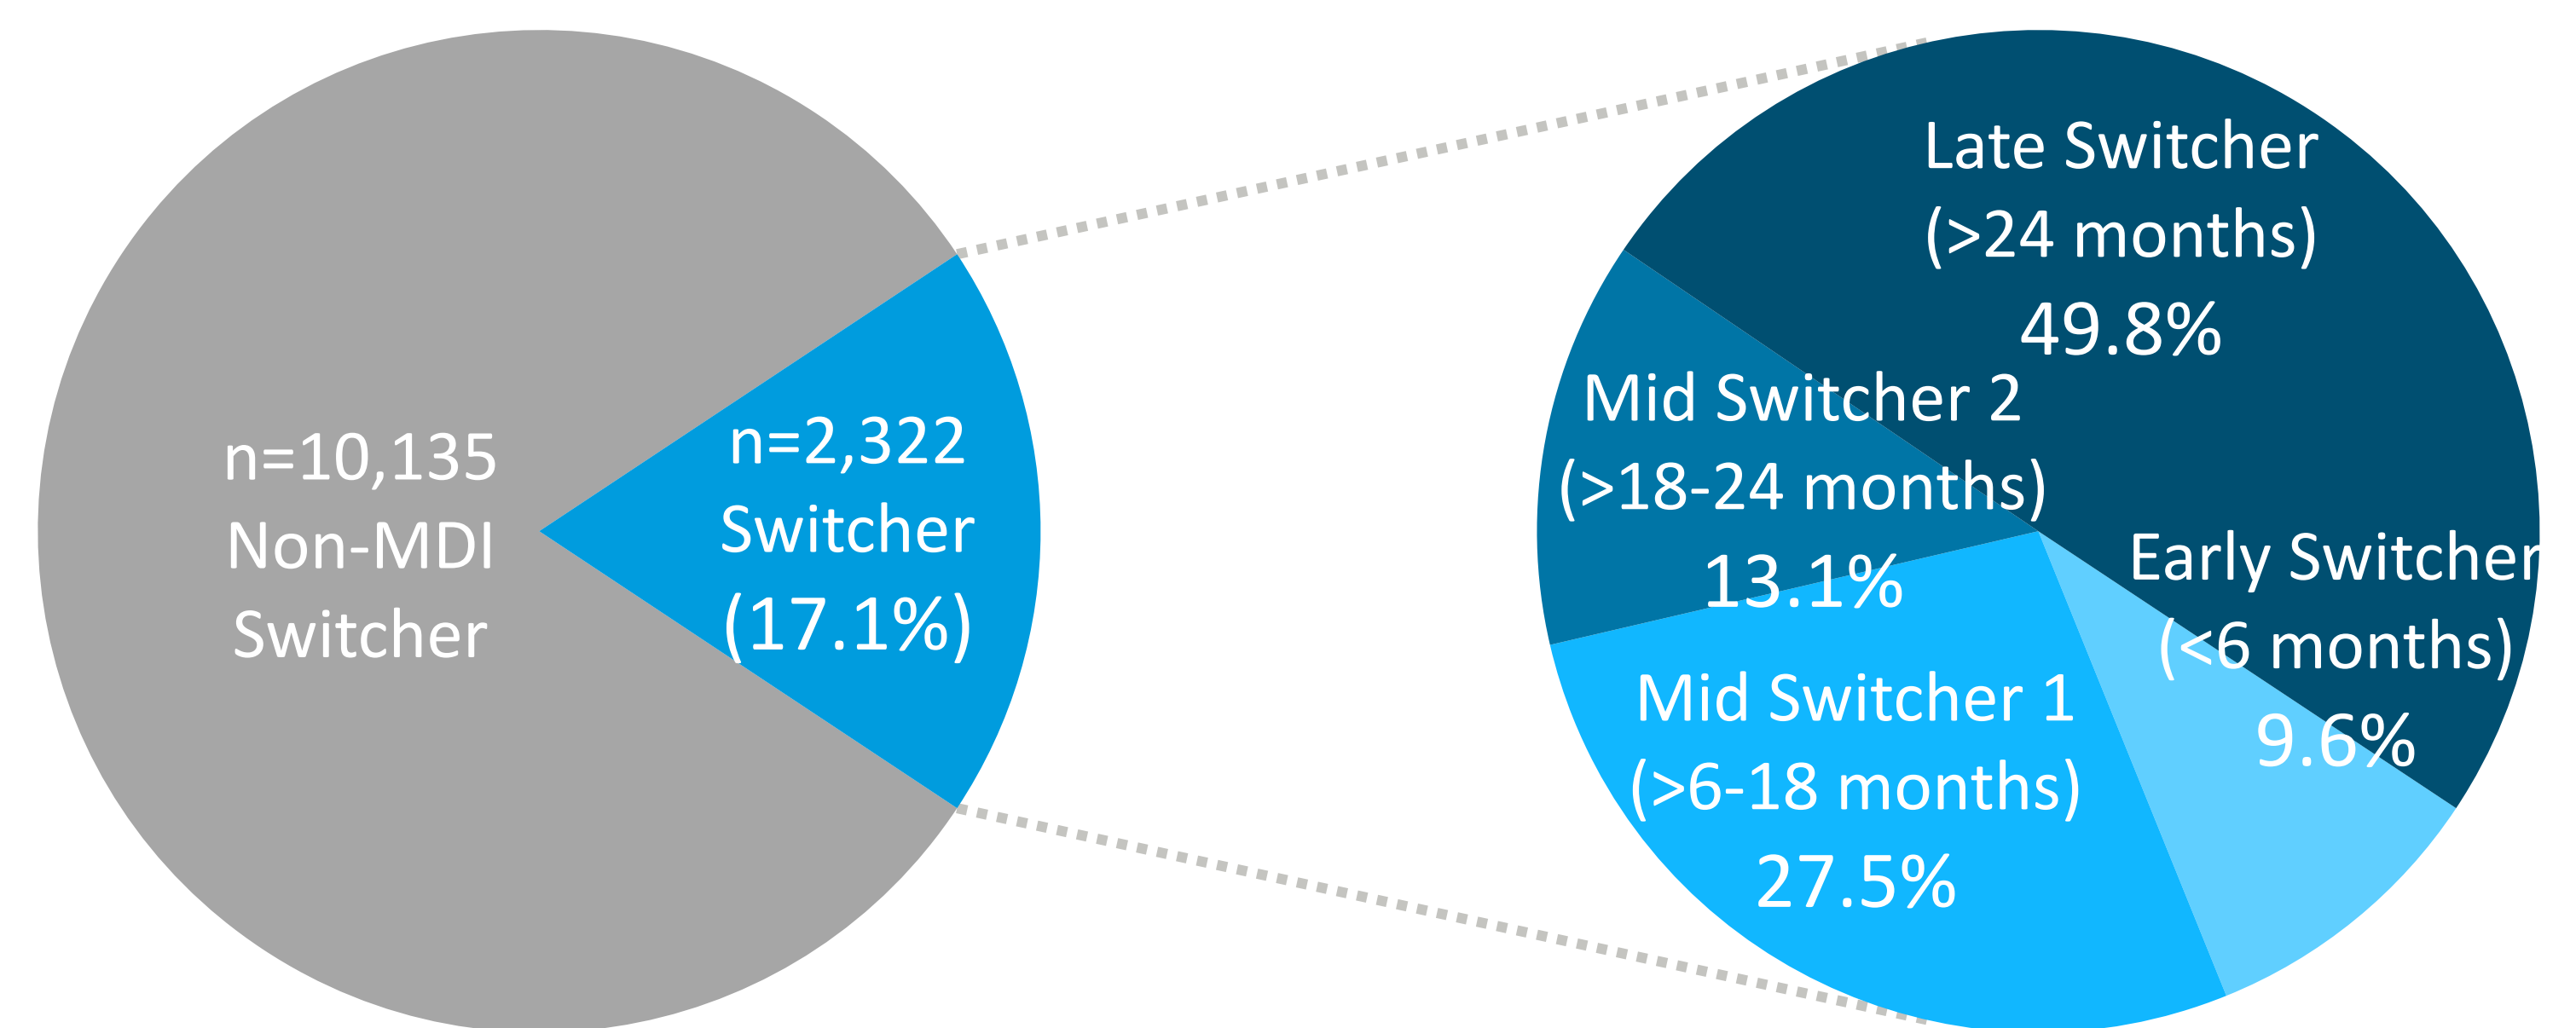 n=10,135
Non-MDI
Switcher
n=2,322
Switcher
(17.1%)
Late Switcher
(>24 months)
49.8%
Mid Switcher 2
(>18-24 months)
13.1%
Early Switcher
(<6 months)
9.6%
Mid Switcher 1
(>6-18 months)
27.5%